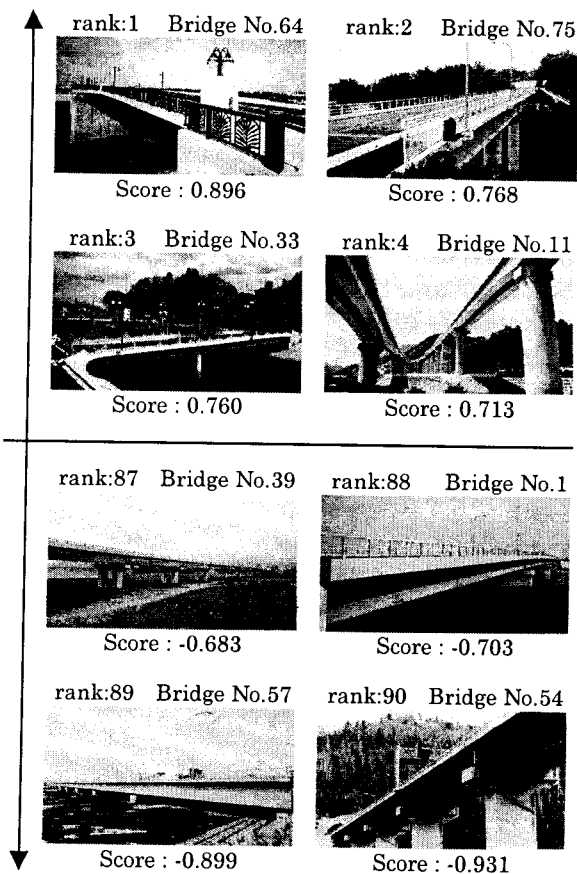 rank:1 Bridge No.64
rank:2 Bridge No.75
Score : 0.896
Score : 0.768
rank:3 Bridge No.33
rank:4 Bridge No.11
Score : 0.760
Score : 0.713
rank:87 Bridge No.39
rank:88 Bridge No.1
Score : -0.683
Score : -0.703
rank:89 Bridge No.57
rank:90 Bridge No.54
Score : -0.899
Score : -0.931